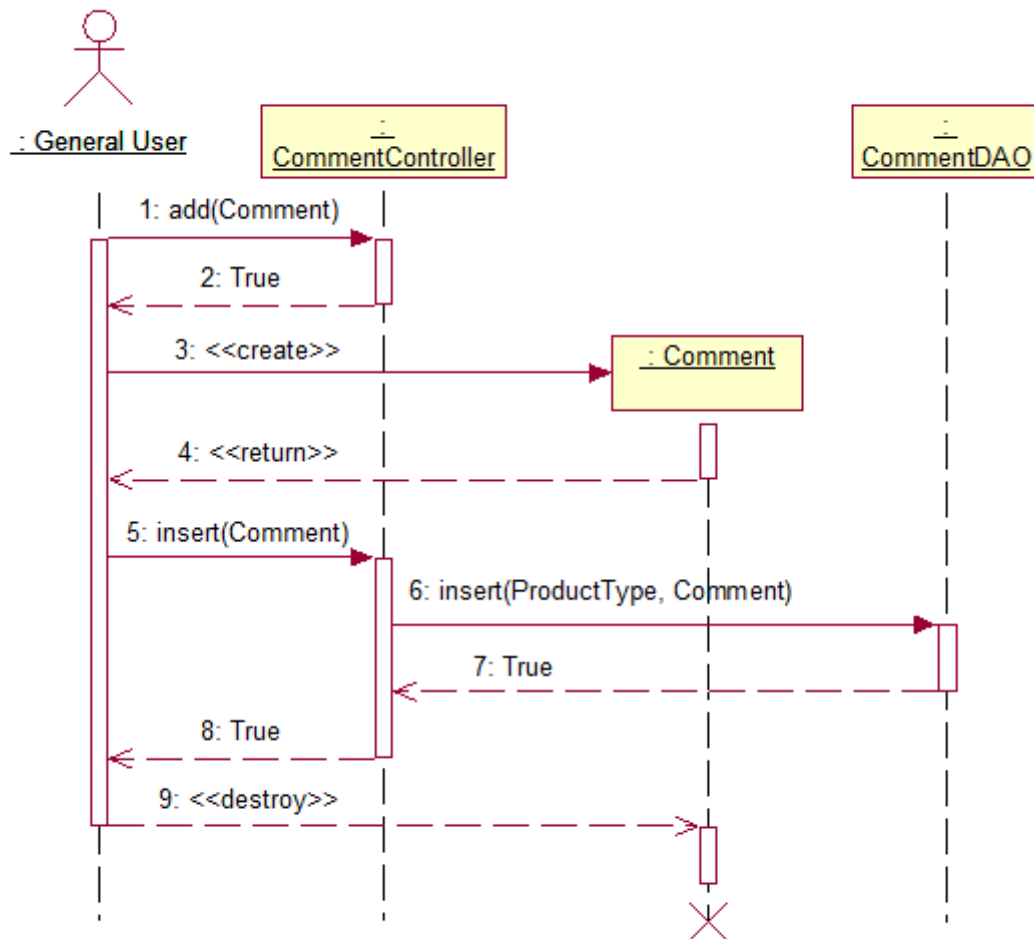 : General User
:
CommentController
:
CommentDAO
1: add(Comment)
2: True
3: <<create>>
: Comment
4: <<return>>
5: insert(Comment)
6: insert(ProductType, Comment)
7: True
8: True
9: <<destroy>>